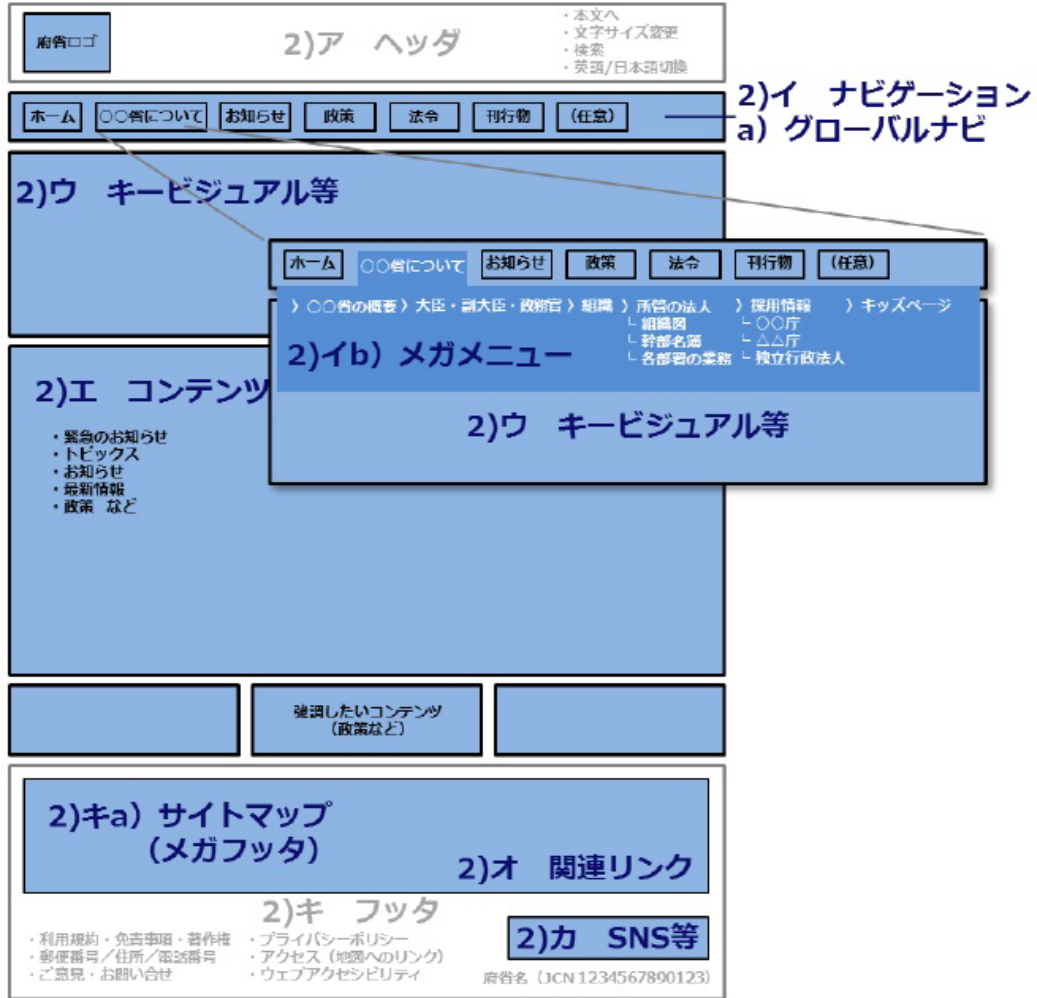 府省ロゴ
2)ア ヘッダ
・本文へ
・文字サイズ変更
・検索
・英語/日本語切換
ホーム ○○省について お知らせ 政策 法令 刊行物 (任意)
2)イ ナビゲーション
a）グローバルナビ
2)ウ キービジュアル等
ホーム ○○省について お知らせ 政策 法令 刊行物 (任意)
〉○○省の概要 〉大臣・副大臣・政務官 〉組織 〉所管の法人 〉採用情報 〉キッズページ
└ 組織図 └ ○○庁
└ 幹部名簿 └ △△庁
└ 各部署の業務 └ 独立行政法人
2)イb）メガメニュー
2)ウ キービジュアル等
2)エ コンテンツ
・緊急のお知らせ
・トピックス
・お知らせ
・最新情報
・政策 など
強調したいコンテンツ
（政策など）
2)キa）サイトマップ
（メガフッタ）
2)オ 関連リンク
2)キ フッタ
・利用規約・免責事項・著作権 ・プライバシーポリシー
・郵便番号／住所／電話番号 ・アクセス（地図へのリンク）
・ご意見・お問い合せ ・ウェブアクセシビリティ
2)カ SNS等
府省名（JCN 1234567890123）